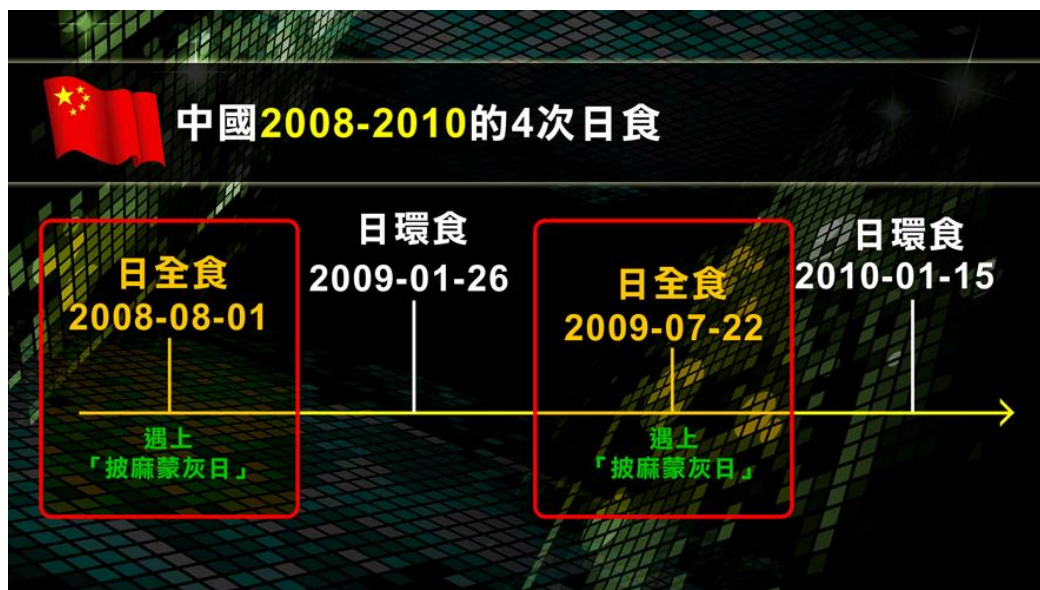 中國2008-2010的4次日食
日全食
2008-08-01
遇上
「披麻蒙灰日」
日環食
2009-01-26
日全食
2009-07-22
遇上
「披麻蒙灰日」
日環食
2010-01-15